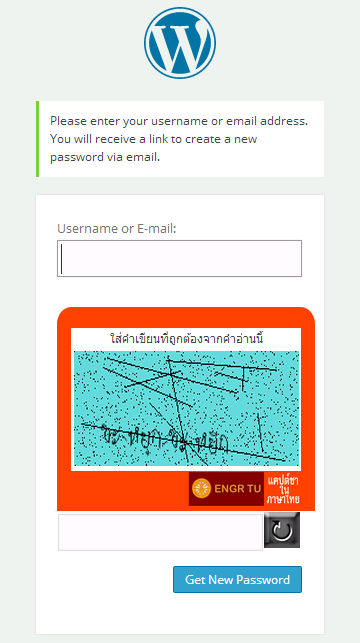 Please enter your username or email address.
You will receive a link to create a new
password via email.
Username or E-mail:
ใส่คำเขียนที่ถูกต้องจากคำอ่านนี้
ENGR TU
แคปต์ชา
ใน
ภาษาไทย
Get New Password